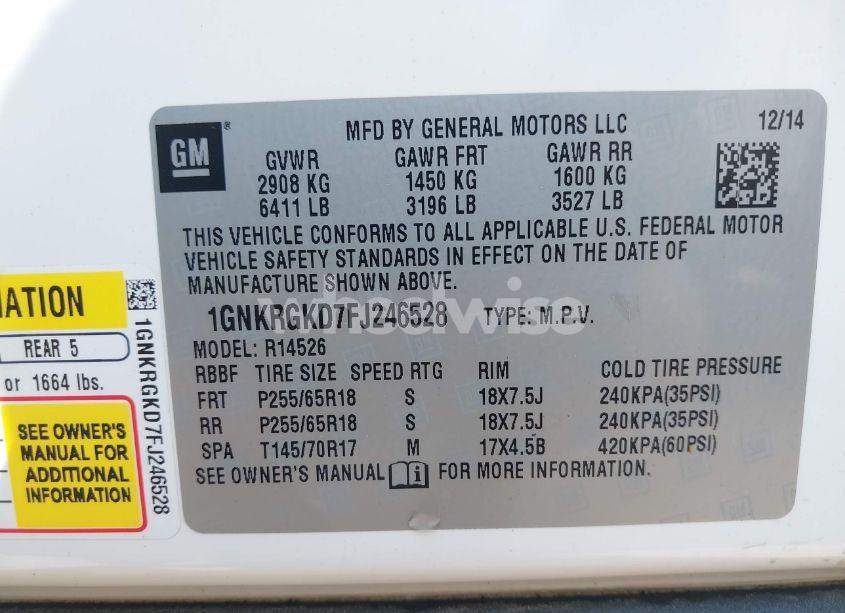 GM
MFD BY GENERAL MOTORS LLC 12/14
GVWR GAWR FRT GAWR RR
2908 KG 1450 KG 1600 KG
6411 LB 3196 LB 3527 LB
THIS VEHICLE CONFORMS TO ALL APPLICABLE U.S. FEDERAL MOTOR
VEHICLE SAFETY STANDARDS IN EFFECT ON THE DATE OF
MANUFACTURE SHOWN ABOVE.
1GNKRGKD7FJ246528 TYPE: M.P.V.
wheelwise
MODEL: R14526
RBBF TIRE SIZE SPEED RTG RIM COLD TIRE PRESSURE
FRT P255/65R18 S 18X7.5J 240KPA(35PSI)
RR P255/65R18 S 18X7.5J 240KPA(35PSI)
SPA T145/70R17 M 17X4.5B 420KPA(60PSI)
SEE OWNER'S MANUAL FOR MORE INFORMATION.
REAR 5
or 1664 lbs.
SEE OWNER'S
MANUAL FOR
ADDITIONAL
INFORMATION
1GNKRGKD7FJ246528